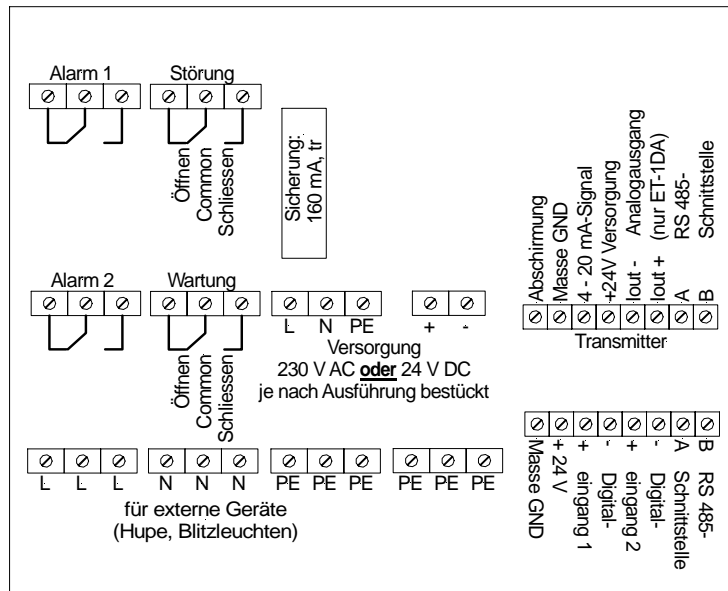 Alarm 1
Störung
Öffnen
Common
Schliessen
Sicherung:
160 mA, tr
Abschirmung
Masse GND
4 - 20 mA-Signal
+24V Versorgung
Iout - Analogausgang
Iout + (nur ET-1DA)
A RS 485-
B Schnittstelle
Transmitter
Alarm 2
Wartung
Öffnen
Common
Schliessen
L N PE
+ -
Versorgung
230 V AC oder 24 V DC
je nach Ausführung bestückt
L L L
N N N
PE PE PE
PE PE PE
für externe Geräte
(Hupe, Blitzleuchten)
Masse GND
+ 24 V
+ eingang 1
- Digital-
+ eingang 2
- Digital-
A Schnittstelle
B RS 485-